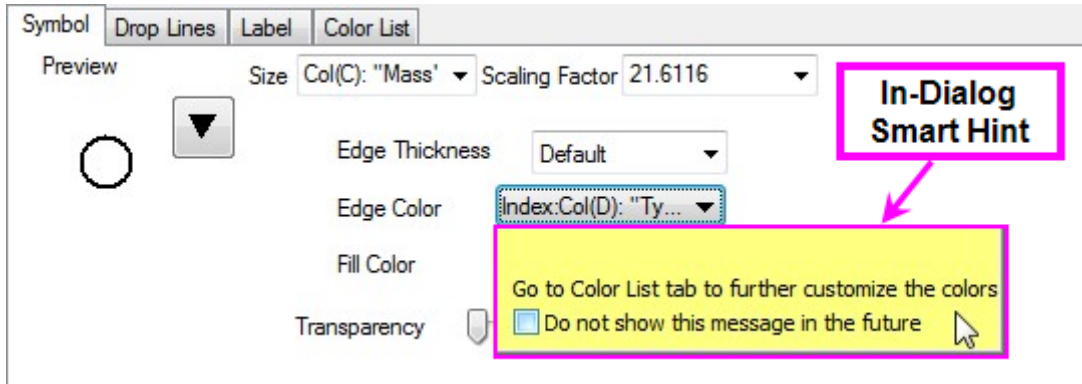 Symbol Drop Lines Label Color List
Preview Size Col(C): "Mass' Scaling Factor 21.6116
In-Dialog
Smart Hint
Edge Thickness Default
Edge Color Index:Col(D): "Ty...
Fill Color
Go to Color List tab to further customize the colors
Transparency Do not show this message in the future